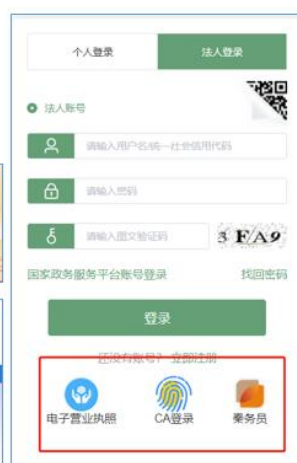 个人登录 法人登录
法人账号
请输入用户名/统一社会信用代码
请输入密码
请输入图文验证码 3 F/A9
国家政务服务平台账号登录 找回密码
登录
还没有账号? 立即注册
电子营业执照 CA登录 秦务员